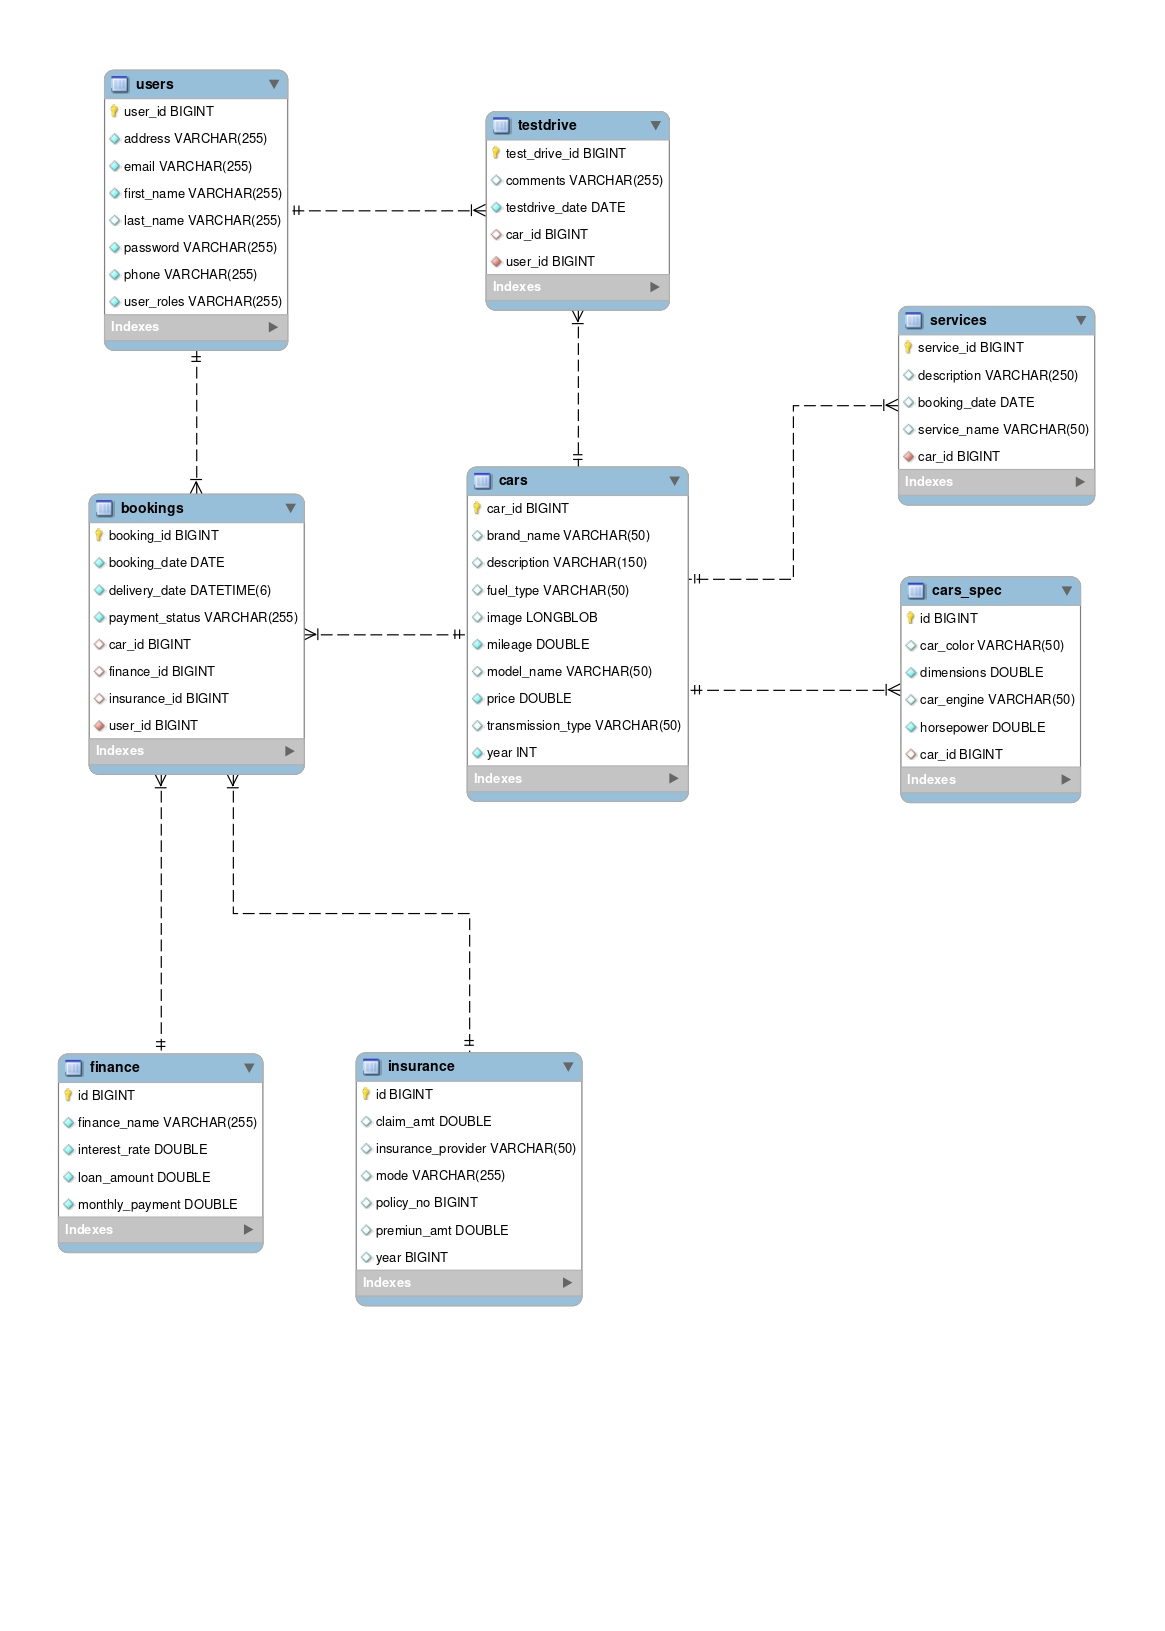 users
user_id BIGINT
address VARCHAR(255)
email VARCHAR(255)
first_name VARCHAR(255)
last_name VARCHAR(255)
password VARCHAR(255)
phone VARCHAR(255)
user_roles VARCHAR(255)
Indexes
testdrive
test_drive_id BIGINT
comments VARCHAR(255)
testdrive_date DATE
car_id BIGINT
user_id BIGINT
Indexes
services
service_id BIGINT
description VARCHAR(250)
booking_date DATE
service_name VARCHAR(50)
car_id BIGINT
Indexes
bookings
booking_id BIGINT
booking_date DATE
delivery_date DATETIME(6)
payment_status VARCHAR(255)
car_id BIGINT
finance_id BIGINT
insurance_id BIGINT
user_id BIGINT
Indexes
cars
car_id BIGINT
brand_name VARCHAR(50)
description VARCHAR(150)
fuel_type VARCHAR(50)
image LONGBLOB
mileage DOUBLE
model_name VARCHAR(50)
price DOUBLE
transmission_type VARCHAR(50)
year INT
Indexes
cars_spec
id BIGINT
car_color VARCHAR(50)
dimensions DOUBLE
car_engine VARCHAR(50)
horsepower DOUBLE
car_id BIGINT
Indexes
finance
id BIGINT
finance_name VARCHAR(255)
interest_rate DOUBLE
loan_amount DOUBLE
monthly_payment DOUBLE
Indexes
insurance
id BIGINT
claim_amt DOUBLE
insurance_provider VARCHAR(50)
mode VARCHAR(255)
policy_no BIGINT
premiun_amt DOUBLE
year BIGINT
Indexes